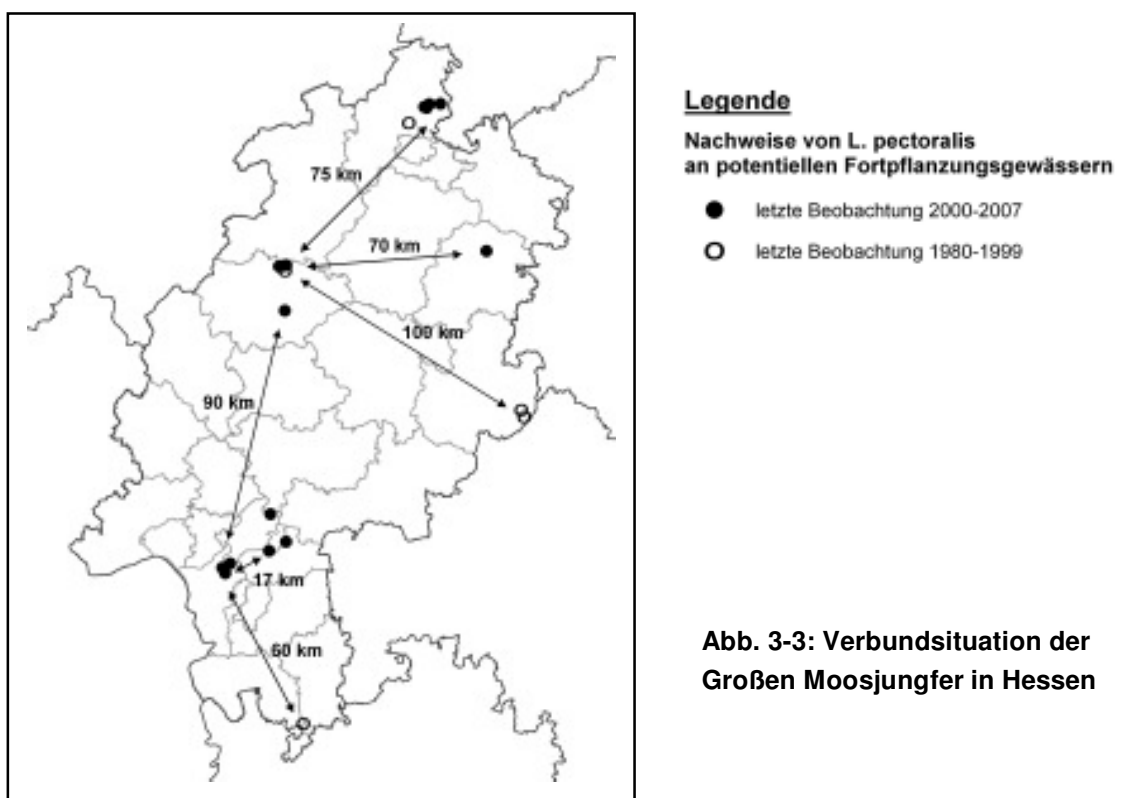 75 km
70 km
100 km
90 km
17 km
60 km
Legende
Nachweise von L. pectoralis
an potentiellen Fortpflanzungsgewässern
letzte Beobachtung 2000-2007
letzte Beobachtung 1980-1999
Abb. 3-3: Verbundsituation der
Großen Moosjungfer in Hessen